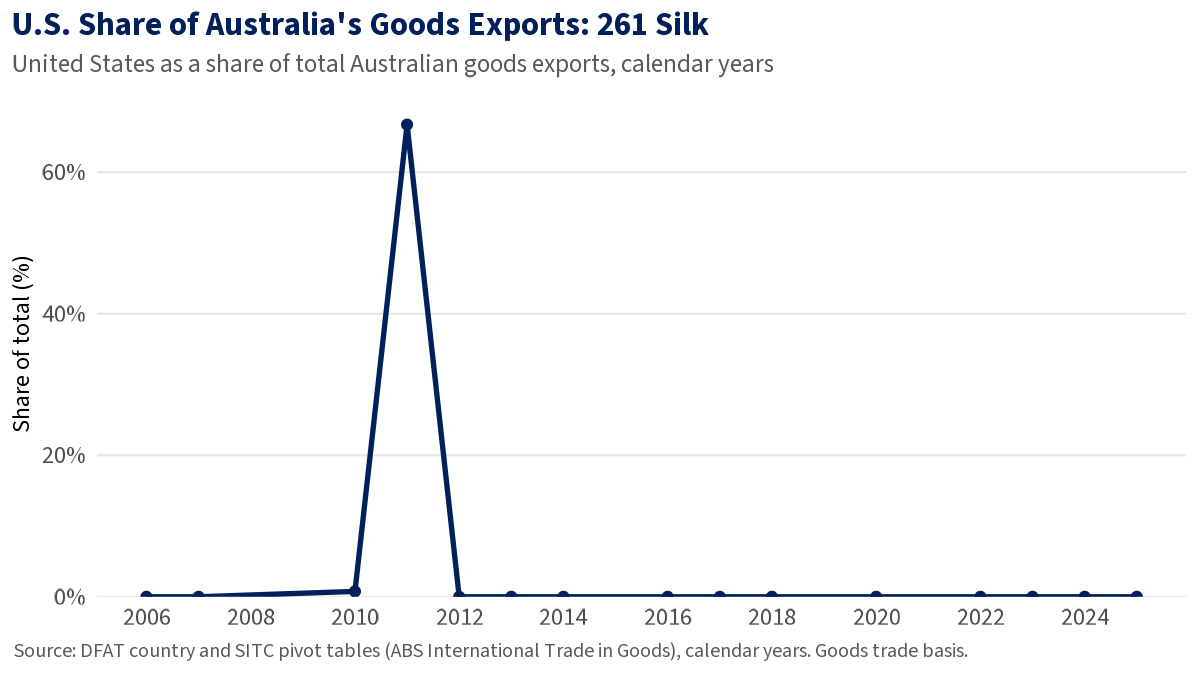 U.S. Share of Australia's Goods Exports: 261 Silk
United States as a share of total Australian goods exports, calendar years
Share of total (%)
60%
40%
20%
0%
2006 2008 2010 2012 2014 2016 2018 2020 2022 2024
Source: DFAT country and SITC pivot tables (ABS International Trade in Goods), calendar years. Goods trade basis.